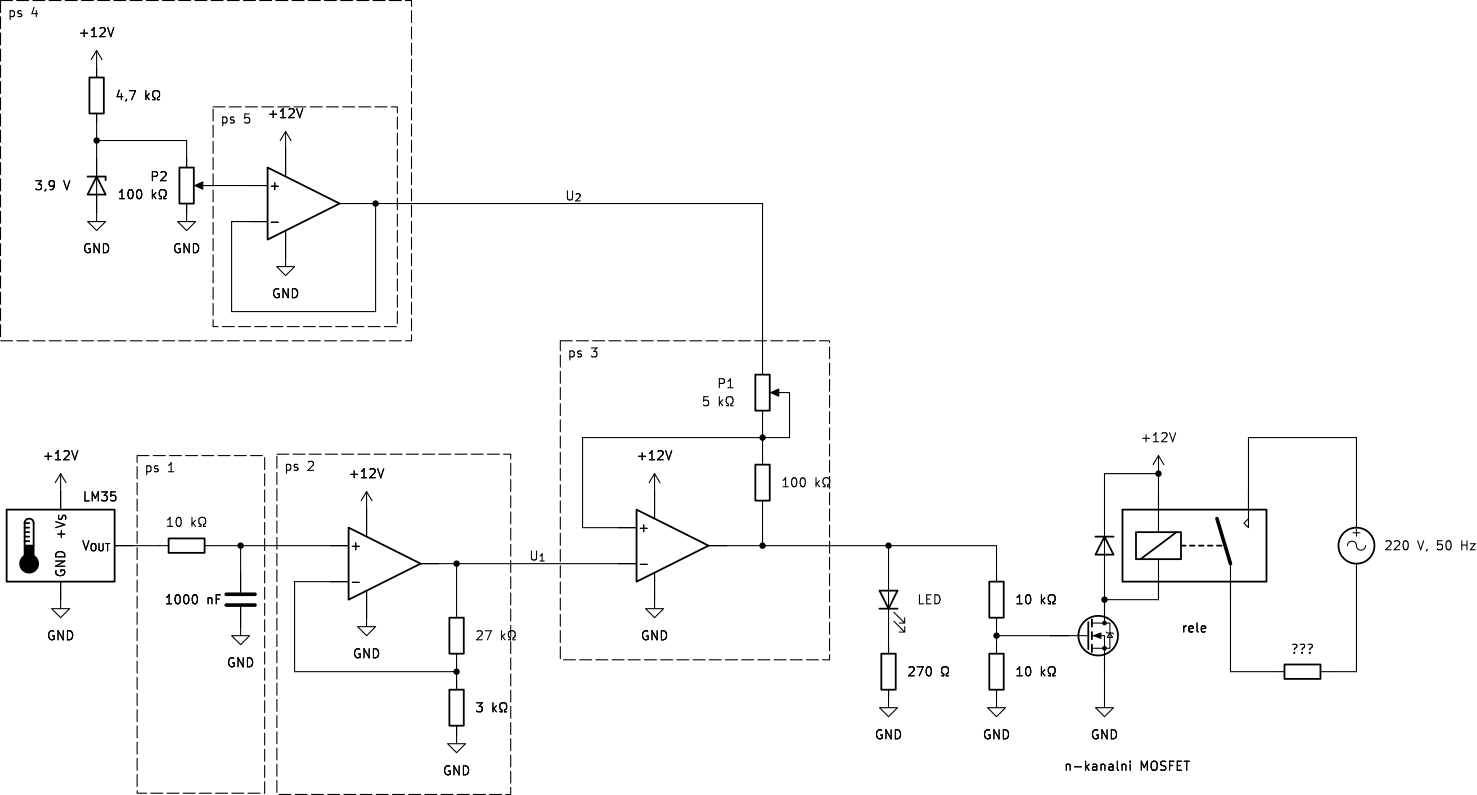 ps 4
+12V
4,7 kΩ
3,9 V
GND
P2
100 kΩ
GND
ps 5
+12V
+
−
GND
U2
ps 3
P1
5 kΩ
100 kΩ
+12V
+
−
GND
+12V
LM35
+Vs
GND
VOUT
GND
ps 1
10 kΩ
1000 nF
GND
ps 2
+12V
+
−
GND
27 kΩ
3 kΩ
GND
U1
LED
270 Ω
GND
10 kΩ
10 kΩ
GND
+12V
GND
n−kanalni MOSFET
rele
+
220 V, 50 Hz
???